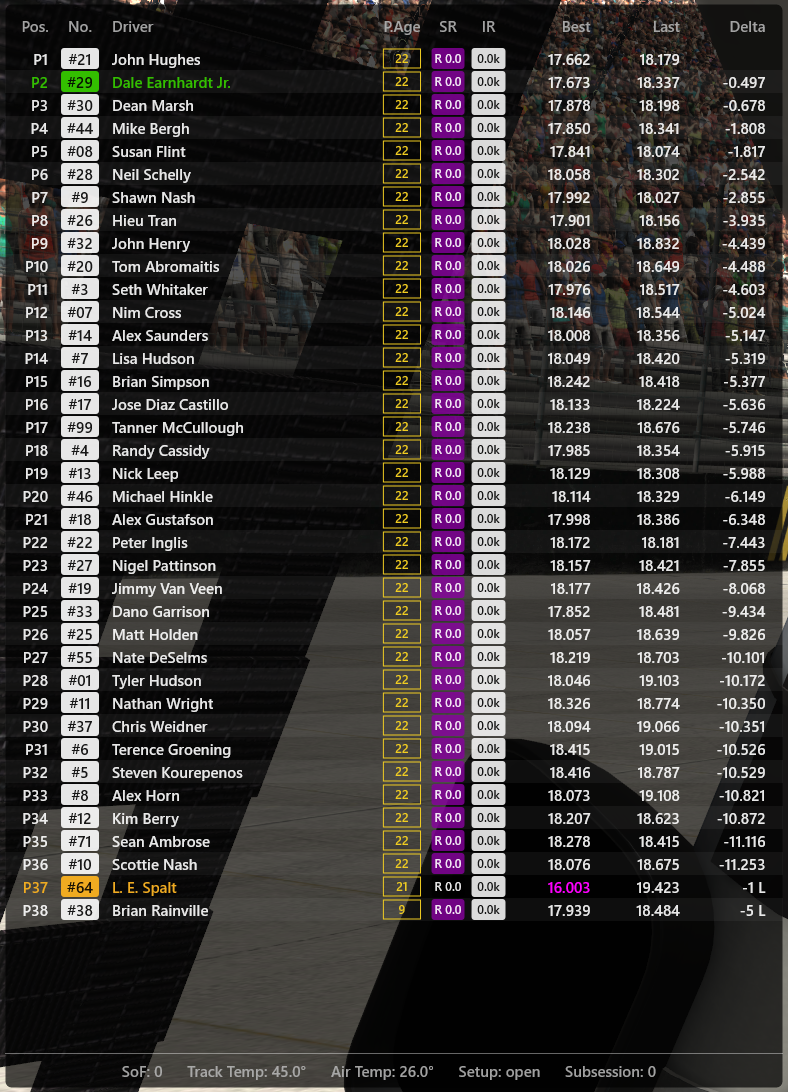 Pos. No. Driver P.Age SR IR Best Last Delta
P1 #21 John Hughes 22 R 0.0 0.0k 17.662 18.179
P2 #29 Dale Earnhardt Jr. 22 R 0.0 0.0k 17.673 18.337 -0.497
P3 #30 Dean Marsh 22 R 0.0 0.0k 17.878 18.198 -0.678
P4 #44 Mike Bergh 22 R 0.0 0.0k 17.850 18.341 -1.808
P5 #08 Susan Flint 22 R 0.0 0.0k 17.841 18.074 -1.817
P6 #28 Neil Schelly 22 R 0.0 0.0k 18.058 18.302 -2.542
P7 #9 Shawn Nash 22 R 0.0 0.0k 17.992 18.027 -2.855
P8 #26 Hieu Tran 22 R 0.0 0.0k 17.901 18.156 -3.935
P9 #32 John Henry 22 R 0.0 0.0k 18.028 18.832 -4.439
P10 #20 Tom Abromaitis 22 R 0.0 0.0k 18.026 18.649 -4.488
P11 #3 Seth Whitaker 22 R 0.0 0.0k 17.976 18.517 -4.603
P12 #07 Nim Cross 22 R 0.0 0.0k 18.146 18.544 -5.024
P13 #14 Alex Saunders 22 R 0.0 0.0k 18.008 18.356 -5.147
P14 #7 Lisa Hudson 22 R 0.0 0.0k 18.049 18.420 -5.319
P15 #16 Brian Simpson 22 R 0.0 0.0k 18.242 18.418 -5.377
P16 #17 Jose Diaz Castillo 22 R 0.0 0.0k 18.133 18.224 -5.636
P17 #99 Tanner McCullough 22 R 0.0 0.0k 18.238 18.676 -5.746
P18 #4 Randy Cassidy 22 R 0.0 0.0k 17.985 18.354 -5.915
P19 #13 Nick Leep 22 R 0.0 0.0k 18.129 18.308 -5.988
P20 #46 Michael Hinkle 22 R 0.0 0.0k 18.114 18.329 -6.149
P21 #18 Alex Gustafson 22 R 0.0 0.0k 17.998 18.386 -6.348
P22 #22 Peter Inglis 22 R 0.0 0.0k 18.172 18.181 -7.443
P23 #27 Nigel Pattinson 22 R 0.0 0.0k 18.157 18.421 -7.855
P24 #19 Jimmy Van Veen 22 R 0.0 0.0k 18.177 18.426 -8.068
P25 #33 Dano Garrison 22 R 0.0 0.0k 17.852 18.481 -9.434
P26 #25 Matt Holden 22 R 0.0 0.0k 18.057 18.639 -9.826
P27 #55 Nate DeSelms 22 R 0.0 0.0k 18.219 18.703 -10.101
P28 #01 Tyler Hudson 22 R 0.0 0.0k 18.046 19.103 -10.172
P29 #11 Nathan Wright 22 R 0.0 0.0k 18.326 18.774 -10.350
P30 #37 Chris Weidner 22 R 0.0 0.0k 18.094 19.066 -10.351
P31 #6 Terence Groening 22 R 0.0 0.0k 18.415 19.015 -10.526
P32 #5 Steven Kourepenos 22 R 0.0 0.0k 18.416 18.787 -10.529
P33 #8 Alex Horn 22 R 0.0 0.0k 18.073 19.108 -10.821
P34 #12 Kim Berry 22 R 0.0 0.0k 18.207 18.623 -10.872
P35 #71 Sean Ambrose 22 R 0.0 0.0k 18.278 18.415 -11.116
P36 #10 Scottie Nash 22 R 0.0 0.0k 18.076 18.675 -11.253
P37 #64 L. E. Spalt 21 R 0.0 0.0k 16.003 19.423 -1 L
P38 #38 Brian Rainville 9 R 0.0 0.0k 17.939 18.484 -5 L
SoF: 0 Track Temp: 45.0° Air Temp: 26.0° Setup: open Subsession: 0